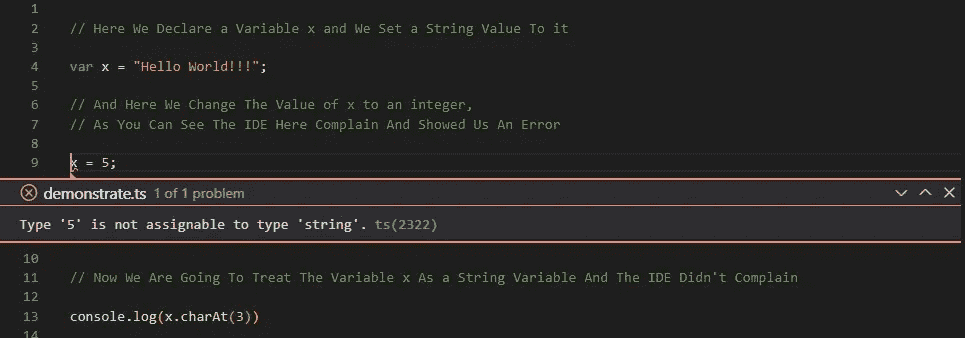 1
2 // Here We Declare a Variable x and We Set a String Value To it
3
4 var x = "Hello World!!!";
5
6 // And Here We Change The Value of x to an integer,
7 // As You Can See The IDE Here Complain And Showed Us An Error
8
9 x = 5;
demonstrate.ts 1 of 1 problem
Type '5' is not assignable to type 'string'. ts(2322)
10
11 // Now We Are Going To Treat The Variable x As a String Variable And The IDE Didn't Complain
12
13 console.log(x.charAt(3))
14